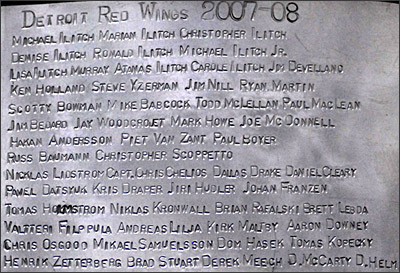 DETROIT RED WINGS 2007-08
MICHAEL ILITCH MARIAN ILITCH CHRISTOPHER ILITCH
DENISE ILITCH RONALD ILITCH MICHAEL ILITCH JR.
LISA ILITCH MURRAY ATANAS ILITCH CAROLE ILITCH JIM DEVELLANO
KEN HOLLAND STEVE YZERMAN JIM NILL RYAN MARTIN
SCOTTY BOWMAN MIKE BABCOCK TODD MCLELLAN PAUL MACLEAN
JIM BEDARD JAY WOODCROFT MARK HOWE JOE MCDONNELL
HAKAN ANDERSSON PIET VAN ZANT PAUL BOYER
RUSS BAUMANN CHRISTOPHER SCOPPETTO
NICKLAS LIDSTROM CAPT. CHRIS CHELIOS DALLAS DRAKE DANIEL CLEARY
PAVEL DATSYUK KRIS DRAPER JIRI HUDLER JOHAN FRANZEN
TOMAS HOLMSTROM NIKLAS KRONWALL BRIAN RAFALSKI BRETT LEBDA
VALTTERI FILPPULA ANDREAS LILJA KIRK MALTBY AARON DOWNEY
CHRIS OSGOOD MIKAEL SAMUELSSON DOM HASEK TOMAS KOPECKY
HENRIK ZETTERBERG BRAD STUART DEREK MEECH D. MCCARTY D. HELM